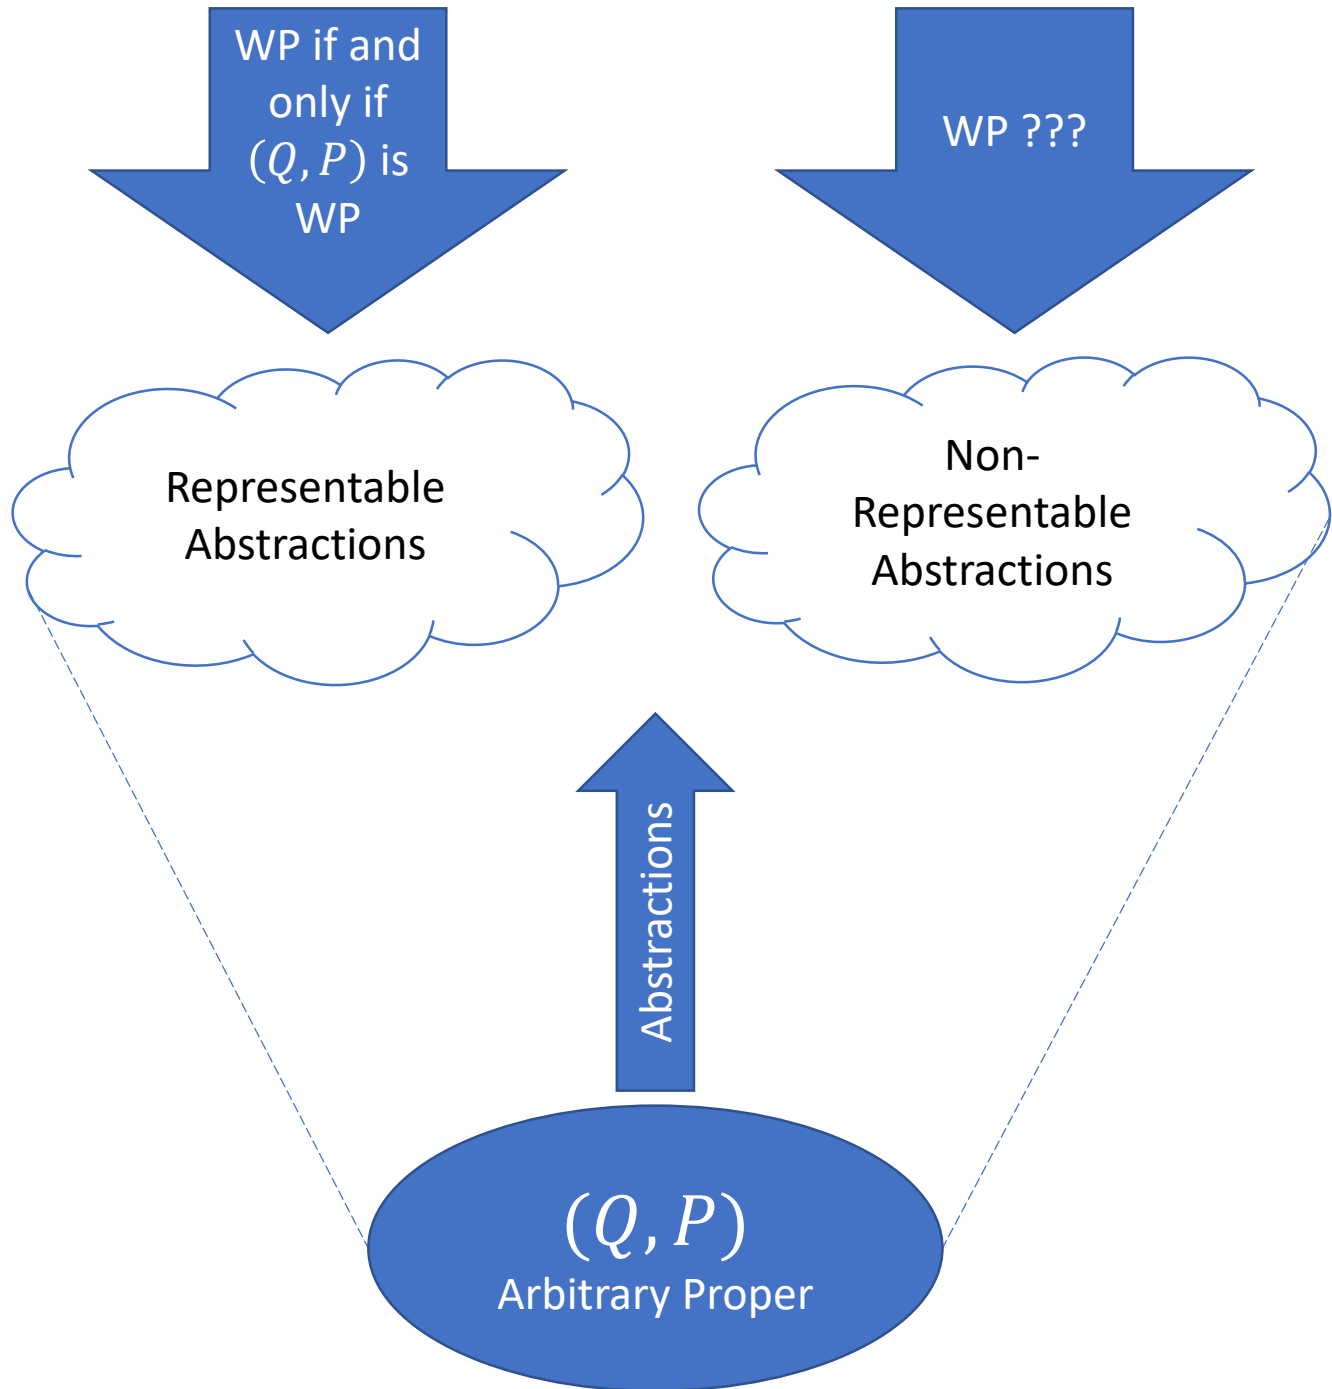 WP if and
only if
(Q, P) is
WP
WP ???
Representable
Abstractions
Non-
Representable
Abstractions
Abstractions
(Q, P)
Arbitrary Proper